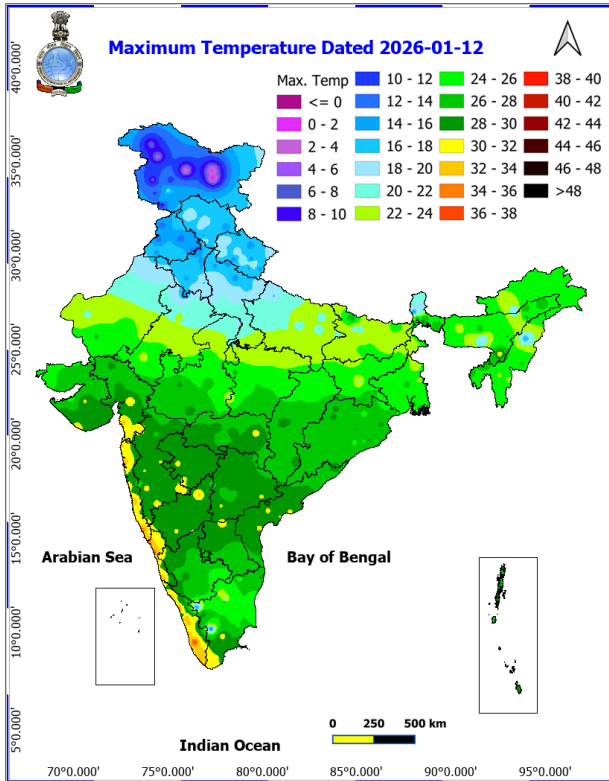 Maximum Temperature Dated 2026-01-12
Max. Temp
<= 0
0 - 2
2 - 4
4 - 6
6 - 8
8 - 10
10 - 12
12 - 14
14 - 16
16 - 18
18 - 20
20 - 22
22 - 24
24 - 26
26 - 28
28 - 30
30 - 32
32 - 34
34 - 36
36 - 38
38 - 40
40 - 42
42 - 44
44 - 46
46 - 48
>48
40°0.000'
35°0.000'
30°0.000'
25°0.000'
20°0.000'
15°0.000'
10°0.000'
5°0.000'
Arabian Sea
Bay of Bengal
Indian Ocean
0 250 500 km
70°0.000' 75°0.000' 80°0.000' 85°0.000' 90°0.000' 95°0.000'